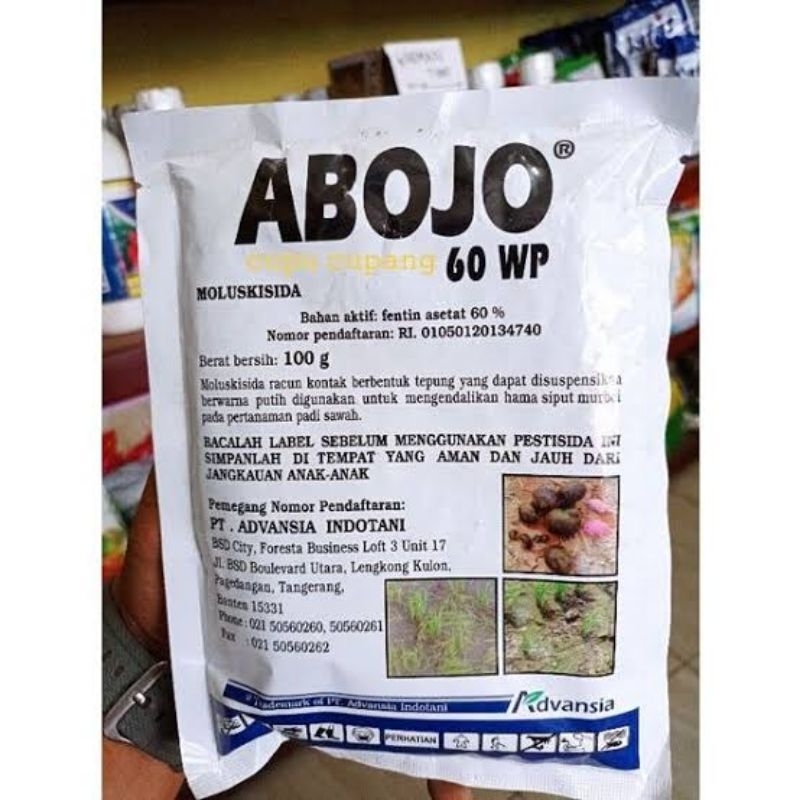 ABOJO®
60 WP
MOLUSKISIDA
Bahan aktif: fentin asetat 60 %
Nomor pendaftaran: RI. 01050120134740
Berat bersih: 100 g
Moluskisida racun kontak berbentuk tepung yang dapat disuspensikan
berwarna putih digunakan untuk mengendalikan hama siput murbei
pada pertanaman padi sawah.
BACALAH LABEL SEBELUM MENGGUNAKAN PESTISIDA INI
SIMPANLAH DI TEMPAT YANG AMAN DAN JAUH DARI
JANGKAUAN ANAK-ANAK
Pemegang Nomor Pendaftaran:
PT. ADVANSIA INDOTANI
BSD City, Foresta Business Loft 3 Unit 17
Jl. BSD Boulevard Utara, Lengkong Kulon,
Pagedangan, Tangerang,
Banten 15331
Phone : 021 50560260, 50560261
Fax : 021 50560262
® Trademark of PT. Advansia Indotani
Advansia
PERHATIAN